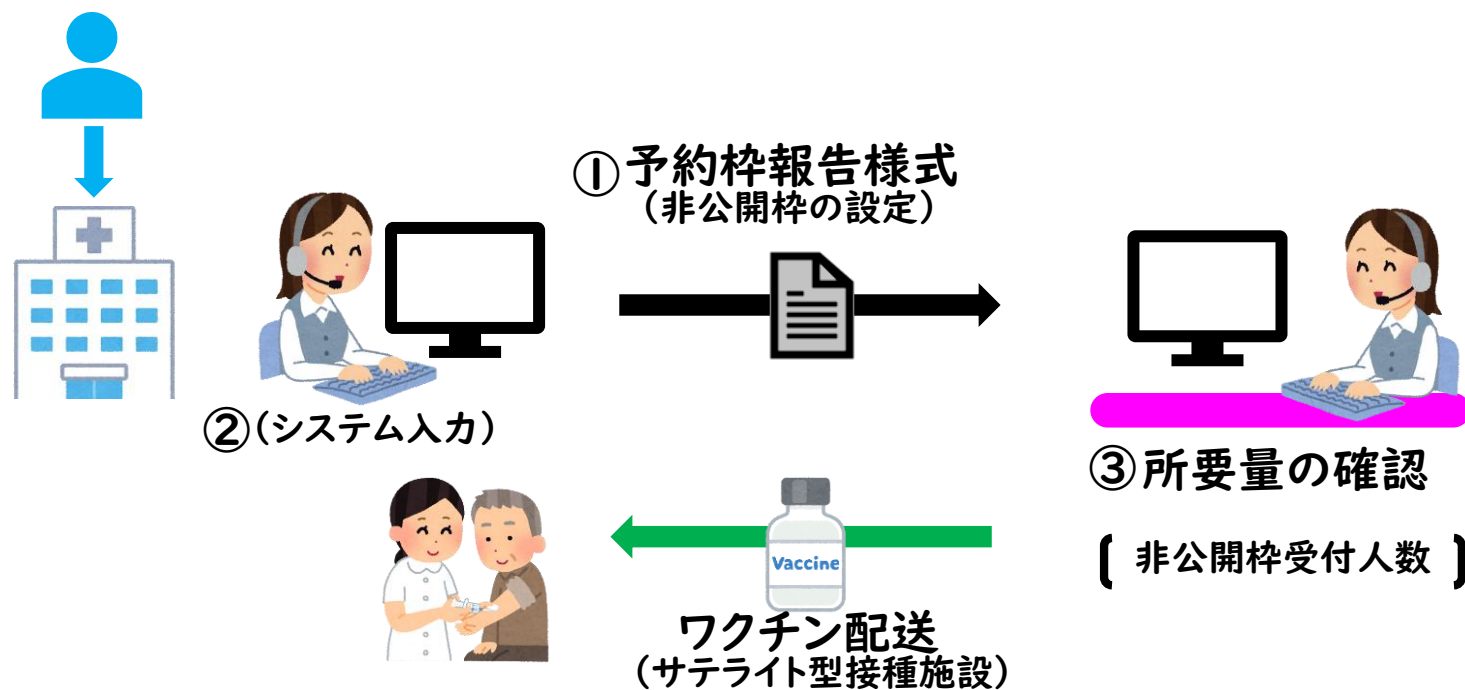 ①予約枠報告様式
(非公開枠の設定)
②(システム入力)
③所要量の確認
[ 非公開枠受付人数 ]
Vaccine
ワクチン配送
(サテライト型接種施設)